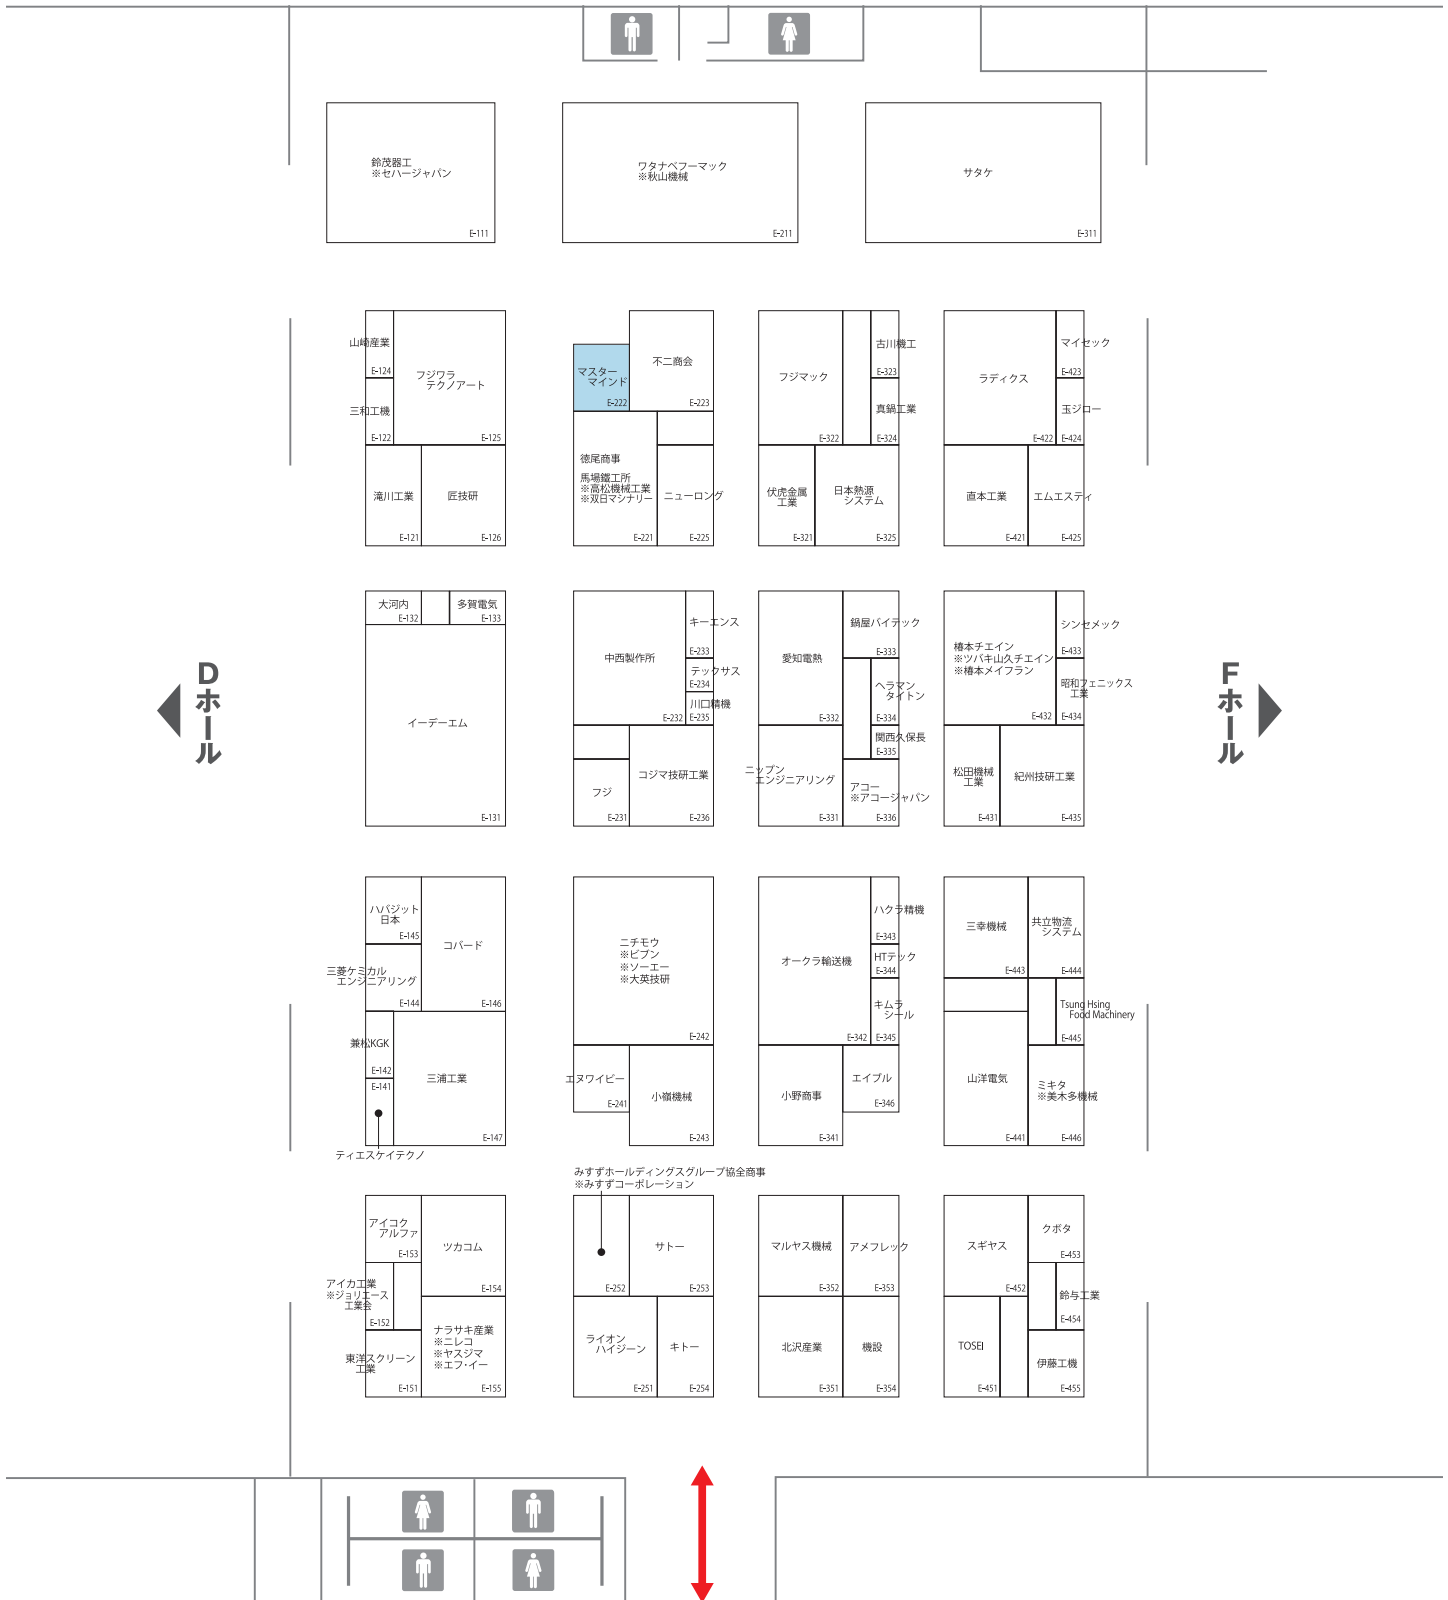 鈴茂器工
※セハージャパン
E-111
ワタナベフーマック
※秋山機械
E-211
サタケ
E-311
山崎産業
E-124
フジワラ
テクノアート
E-125
三和工機
E-122
滝川工業
E-121
匠技研
E-126
マスター
マインド
E-222
不二商会
E-223
徳尾商事
馬場鐵工所
※高松機械工業
※双日マシナリー
E-221
ニューロング
E-225
フジマック
E-322
古川機工
E-323
真鍋工業
E-324
伏虎金属
工業
E-321
日本熱源
システム
E-325
ラディクス
E-422
マイセック
E-423
玉ジロー
E-424
直本工業
E-421
エムエスティ
E-425
大河内
E-132
多賀電気
E-133
イーデーエム
E-131
中西製作所
E-232
キーエンス
E-233
テックサス
E-234
川口精機
E-235
フジ
E-231
コジマ技研工業
E-236
愛知電熱
E-332
鍋屋バイテック
E-333
ヘラマン
タイトン
E-334
関西久保長
E-335
ニップン
エンジニアリング
E-331
アコー
※アコージャパン
E-336
椿本チエイン
※ツバキ山久チエイン
※椿本メイフラン
E-432
シンセメック
E-433
昭和フェニックス
工業
E-434
松田機械
工業
E-431
紀州技研工業
E-435
Dホール
Fホール
ハバジット
日本
E-145
コバード
E-146
三菱ケミカル
エンジニアリング
E-144
兼松KGK
E-142
E-141
ティエスケイテクノ
三浦工業
E-147
ニチモウ
※ビブン
※ソーエー
※大英技研
E-242
エヌワイビー
E-241
小嶺機械
E-243
オークラ輸送機
E-342
ハクラ精機
E-343
HTテック
E-344
キムラ
シール
E-345
小野商事
E-341
エイブル
E-346
三幸機械
E-443
共立物流
システム
E-444
Tsung Hsing
Food Machinery
E-445
山洋電気
E-441
ミキタ
※美木多機械
E-446
アイコク
アルファ
E-153
ツカコム
E-154
アイカ工業
※ジョリエース
工業会
E-152
東洋スクリーン
工業
E-151
ナラサキ産業
※ニレコ
※ヤスジマ
※エフ・イー
E-155
みすずホールディングスグループ協全商事
※みすずコーポレーション
E-252
サトー
E-253
ライオン
ハイジーン
E-251
キトー
E-254
マルヤス機械
E-352
アメフレック
E-353
北沢産業
E-351
機設
E-354
スギヤス
E-452
クボタ
E-453
鈴与工業
E-454
TOSEI
E-451
伊藤工機
E-455